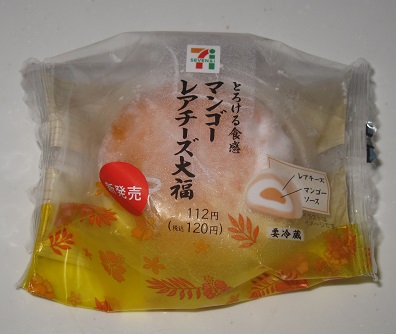 7i
SEVEN&i
とろける食感
マンゴー
レアチーズ大福
新発売
112円
(税込120円)
レアチーズ
マンゴー
ソース
要冷蔵